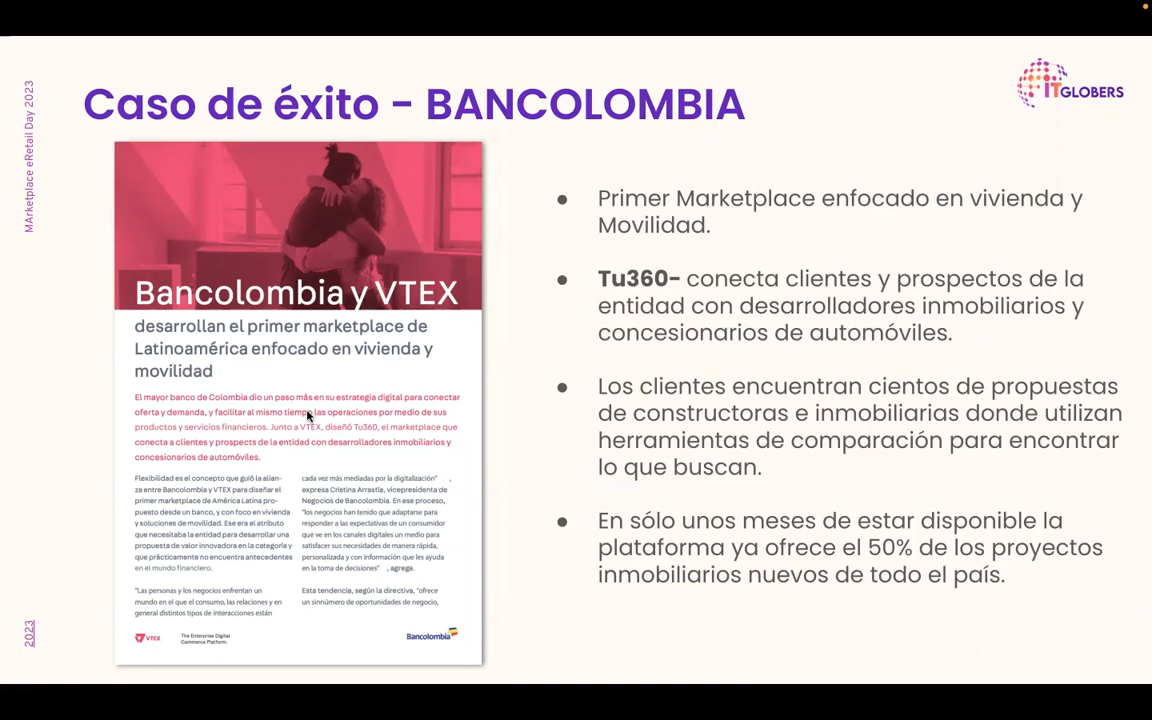 MArketplace eRetail Day 2023
Caso de éxito - BANCOLOMBIA
ITGLOBERS
Bancolombia y VTEX
desarrollan el primer marketplace de
Latinoamérica enfocado en vivienda y
movilidad
El mayor banco de Colombia dio un paso más en su estrategia digital para conectar
oferta y demanda, y facilitar al mismo tiempo las operaciones por medio de sus
productos y servicios financieros. Junto a VTEX, diseñó Tu360, el marketplace que
conecta a clientes y prospects de la entidad con desarrolladores inmobiliarios y
concesionarios de automóviles.
Flexibilidad es el concepto que guió la alian-
za entre Bancolombia y VTEX para diseñar el
primer marketplace de América Latina pro-
puesto desde un banco, y con foco en vivienda
y soluciones de movilidad. Ese era el atributo
que necesitaba la entidad para desarrollar una
propuesta de valor innovadora en la categoría y
que prácticamente no encuentra antecedentes
en el mundo financiero.
"Las personas y los negocios enfrentan un
mundo en el que el consumo, las relaciones y en
general distintos tipos de interacciones están
cada vez más mediadas por la digitalización" ,
expresa Cristina Arrastía, vicepresidenta de
Negocios de Bancolombia. En ese proceso,
"los negocios han tenido que adaptarse para
responder a las expectativas de un consumidor
que ve en los canales digitales un medio para
satisfacer sus necesidades de manera rápida,
personalizada y con información que les ayuda
en la toma de decisiones" , agrega.
Esta tendencia, según la directiva, "ofrece
un sinnúmero de oportunidades de negocio,
VTEX
The Enterprise Digital
Commerce Platform.
Bancolombia
● Primer Marketplace enfocado en vivienda y
Movilidad.
● Tu360- conecta clientes y prospectos de la
entidad con desarrolladores inmobiliarios y
concesionarios de automóviles.
● Los clientes encuentran cientos de propuestas
de constructoras e inmobiliarias donde utilizan
herramientas de comparación para encontrar
lo que buscan.
● En sólo unos meses de estar disponible la
plataforma ya ofrece el 50% de los proyectos
inmobiliarios nuevos de todo el país.
2023